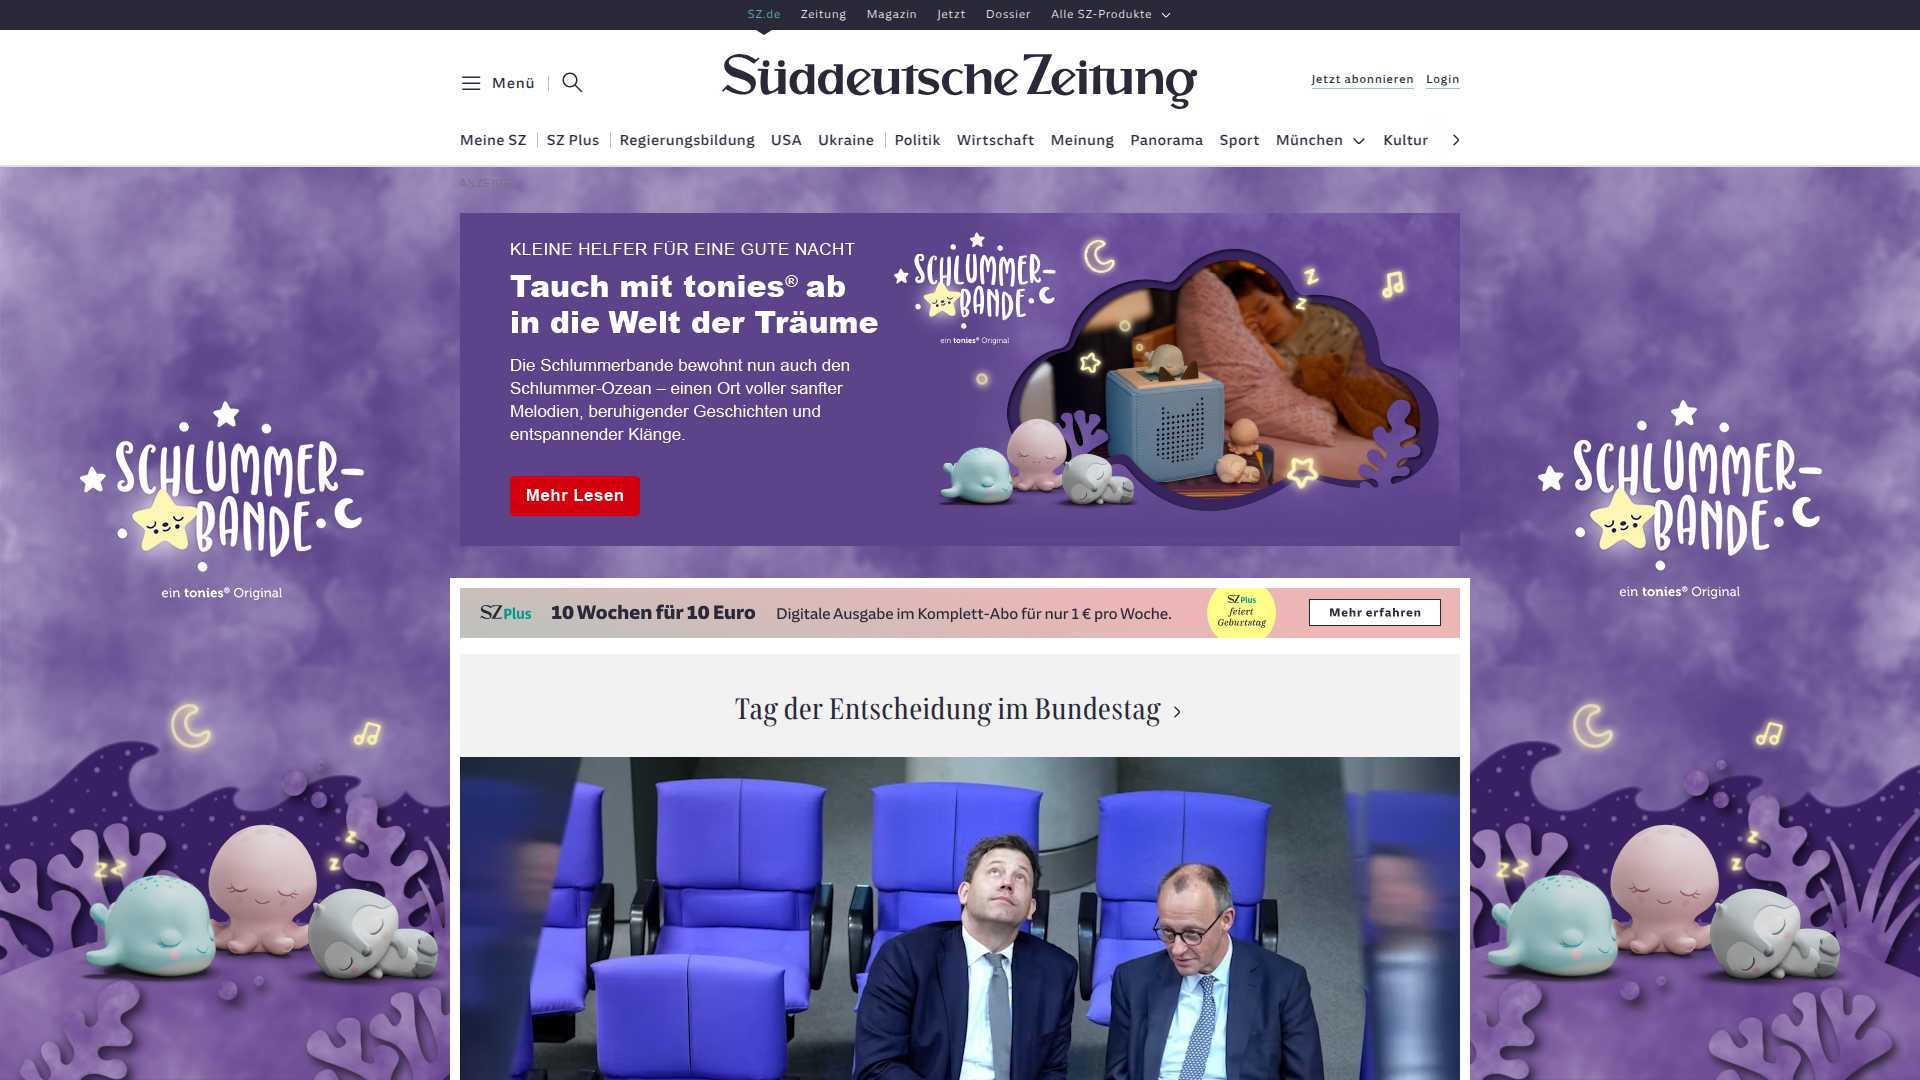 SZ.de Zeitung Magazin Jetzt Dossier Alle SZ-Produkte
Menü
Süddeutsche Zeitung
Jetzt abonnieren Login
Meine SZ SZ Plus Regierungsbildung USA Ukraine Politik Wirtschaft Meinung Panorama Sport München Kultur
ANZEIGE
KLEINE HELFER FÜR EINE GUTE NACHT
Tauch mit tonies® ab
in die Welt der Träume
Die Schlummerbande bewohnt nun auch den
Schlummer-Ozean – einen Ort voller sanfter
Melodien, beruhigender Geschichten und
entspannender Klänge.
Mehr Lesen
SCHLUMMER-
BANDE
ein tonies® Original
z
z
SCHLUMMER-
BANDE
ein tonies® Original
SCHLUMMER-
BANDE
ein tonies® Original
SZ Plus 10 Wochen für 10 Euro Digitale Ausgabe im Komplett-Abo für nur 1 € pro Woche.
SZ Plus
feiert
Geburtstag
Mehr erfahren
Tag der Entscheidung im Bundestag
z
z
z z
z
z
z z